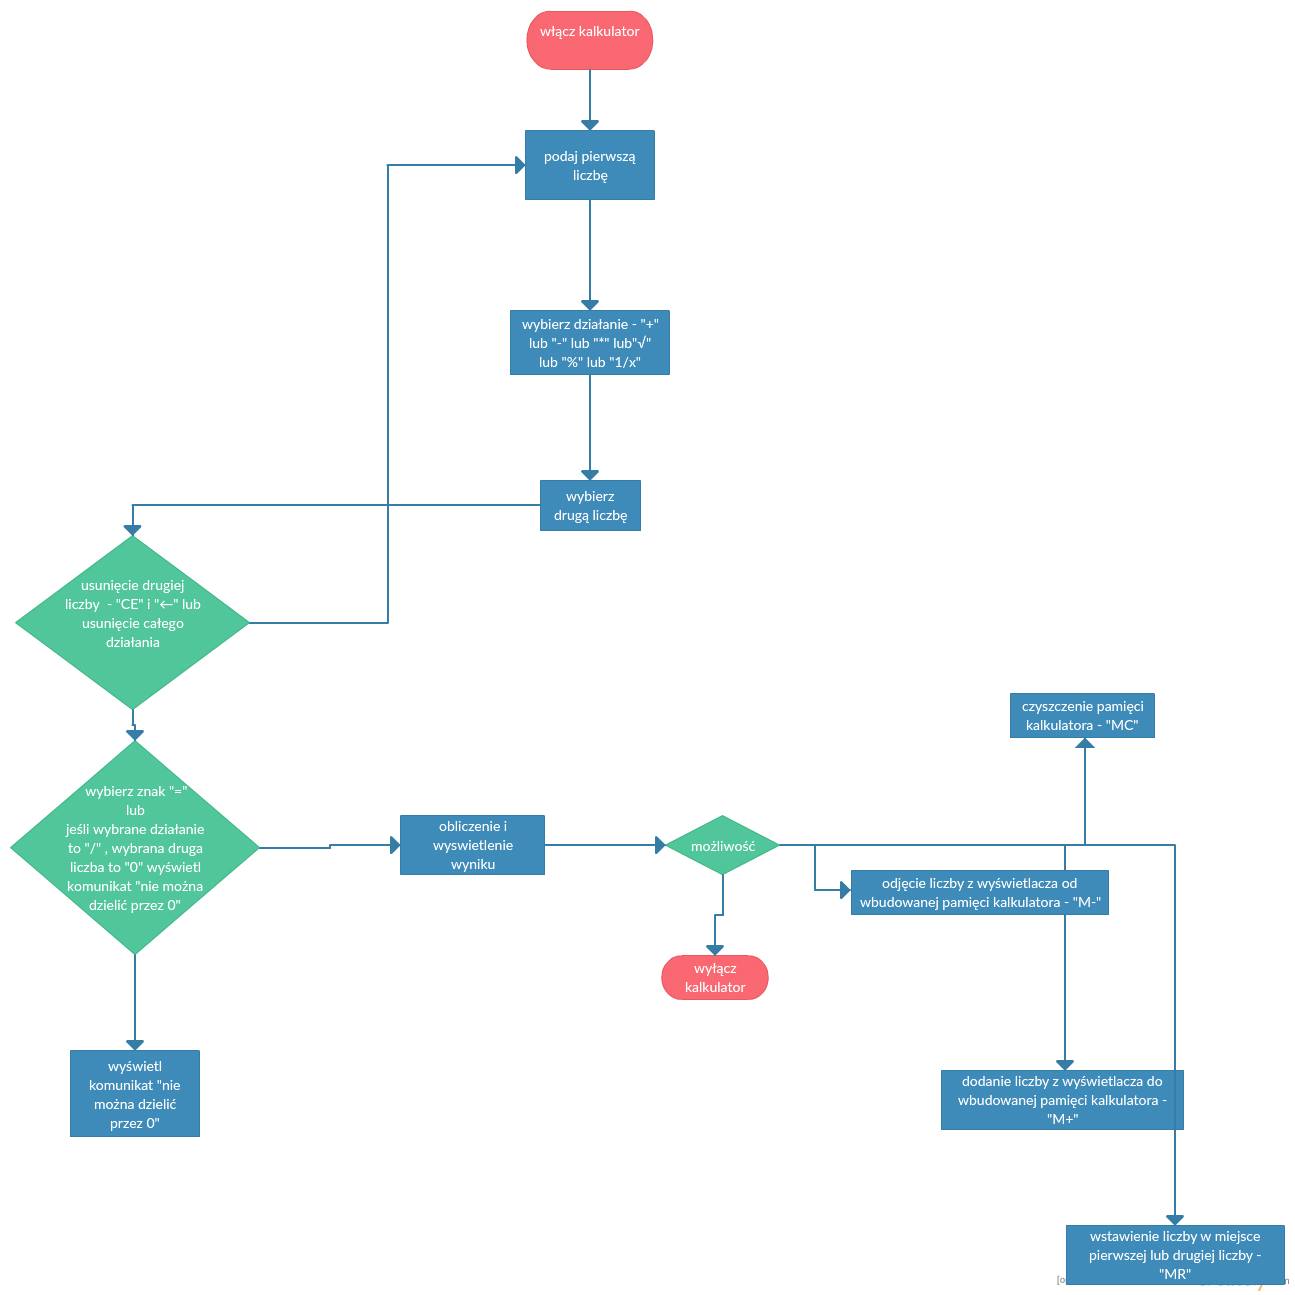 włącz kalkulator
podaj pierwszą
liczbę
wybierz działanie - "+"
lub "-" lub "*" lub"√"
lub "%" lub "1/x"
wybierz
drugą liczbę
usunięcie drugiej
liczby - "CE" i "←" lub
usunięcie całego
działania
wybierz znak "="
lub
jeśli wybrane działanie
to "/" , wybrana druga
liczba to "0" wyświetl
komunikat "nie można
dzielić przez 0"
obliczenie i
wyswietlenie
wyniku
możliwość
czyszczenie pamięci
kalkulatora - "MC"
odjęcie liczby z wyświetlacza od
wbudowanej pamięci kalkulatora - "M-"
wyłącz
kalkulator
wyświetl
komunikat "nie
można dzielić
przez 0"
dodanie liczby z wyświetlacza do
wbudowanej pamięci kalkulatora -
"M+"
wstawienie liczby w miejsce
pierwszej lub drugiej liczby -
"MR"